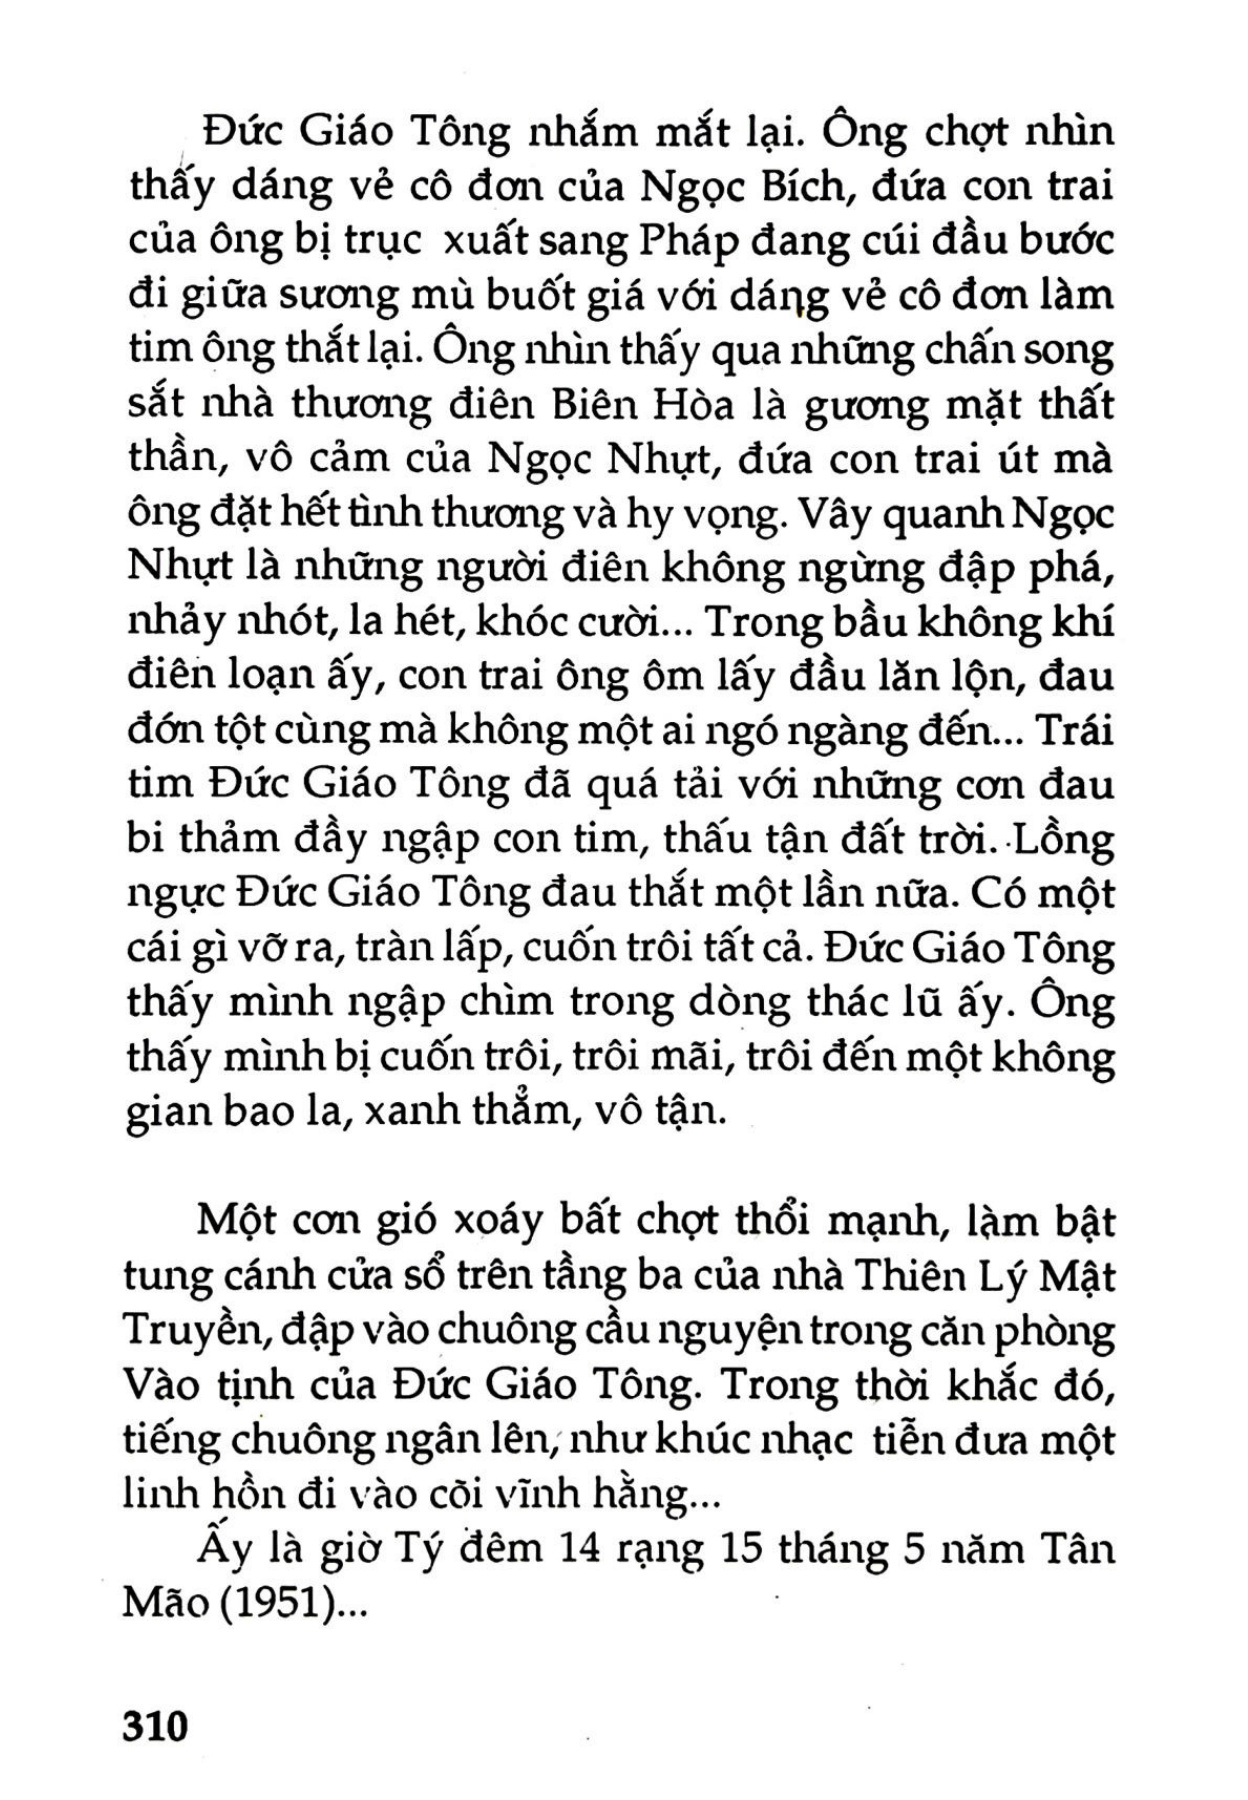 Đức Giáo Tông nhắm mắt lại. Ông chợt nhìn
thấy dáng vẻ cô đơn của Ngọc Bích, đứa con trai
của ông bị trục xuất sang Pháp đang cúi đầu bước
đi giữa sương mù buốt giá với dáng vẻ cô đơn làm
tim ông thắt lại. Ông nhìn thấy qua những chấn song
sắt nhà thương điên Biên Hòa là gương mặt thất
thần, vô cảm của Ngọc Nhựt, đứa con trai út mà
ông đặt hết tình thương và hy vọng. Vây quanh Ngọc
Nhựt là những người điên không ngừng đập phá,
nhảy nhót, la hét, khóc cười... Trong bầu không khí
điên loạn ấy, con trai ông ôm lấy đầu lăn lộn, đau
đớn tột cùng mà không một ai ngó ngàng đến... Trái
tim Đức Giáo Tông đã quá tải với những cơn đau
bi thảm đầy ngập con tim, thấu tận đất trời. Lồng
ngực Đức Giáo Tông đau thắt một lần nữa. Có một
cái gì vỡ ra, tràn lấp, cuốn trôi tất cả. Đức Giáo Tông
thấy mình ngập chìm trong dòng thác lũ ấy. Ông
thấy mình bị cuốn trôi, trôi mãi, trôi đến một không
gian bao la, xanh thẳm, vô tận.
Một cơn gió xoáy bất chợt thổi mạnh, làm bật
tung cánh cửa sổ trên tầng ba của nhà Thiên Lý Mật
Truyền, đập vào chuông cầu nguyện trong căn phòng
Vào tịnh của Đức Giáo Tông. Trong thời khắc đó,
tiếng chuông ngân lên, như khúc nhạc tiễn đưa một
linh hồn đi vào cõi vĩnh hằng...
Ấy là giờ Tý đêm 14 rạng 15 tháng 5 năm Tân
Mão (1951)...
310